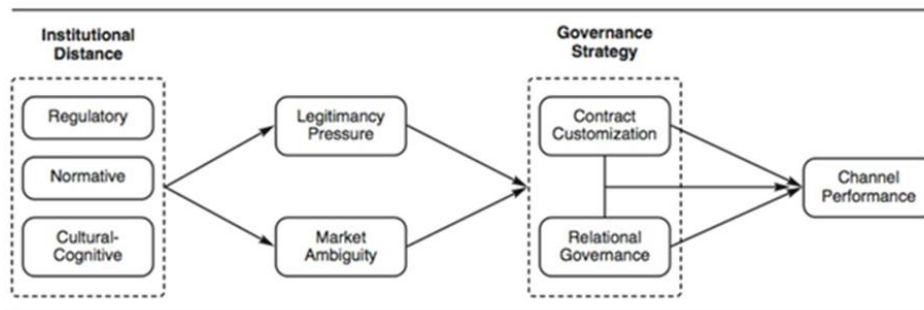 Institutional
Distance
Regulatory
Normative
Cultural-
Cognitive
Legitimancy
Pressure
Market
Ambiguity
Governance
Strategy
Contract
Customization
Relational
Governance
Channel
Performance